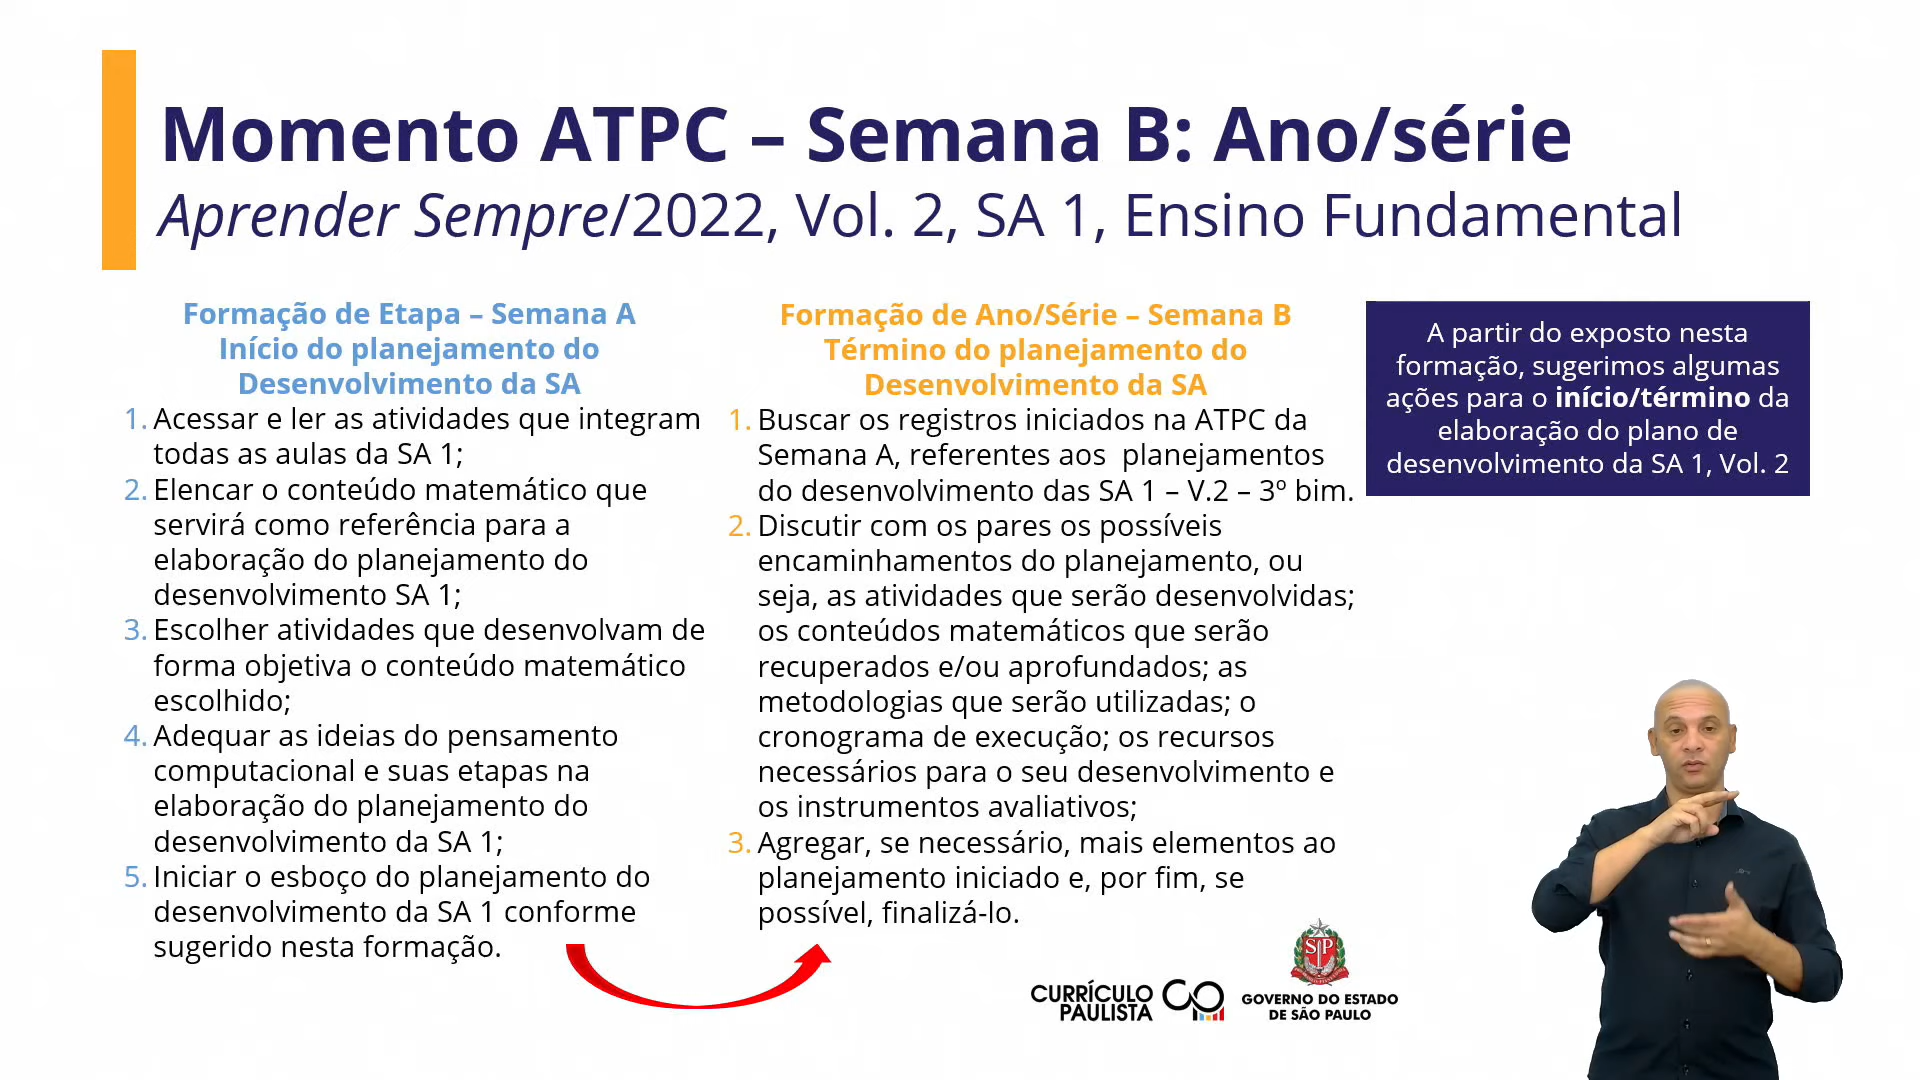 Momento ATPC – Semana B: Ano/série
Aprender Sempre/2022, Vol. 2, SA 1, Ensino Fundamental
Formação de Etapa – Semana A
Início do planejamento do
Desenvolvimento da SA
1. Acessar e ler as atividades que integram
todas as aulas da SA 1;
2. Elencar o conteúdo matemático que
servirá como referência para a
elaboração do planejamento do
desenvolvimento SA 1;
3. Escolher atividades que desenvolvam de
forma objetiva o conteúdo matemático
escolhido;
4. Adequar as ideias do pensamento
computacional e suas etapas na
elaboração do planejamento do
desenvolvimento da SA 1;
5. Iniciar o esboço do planejamento do
desenvolvimento da SA 1 conforme
sugerido nesta formação.
Formação de Ano/Série – Semana B
Término do planejamento do
Desenvolvimento da SA
1. Buscar os registros iniciados na ATPC da
Semana A, referentes aos  planejamentos
do desenvolvimento das SA 1 – V.2 – 3º bim.
2. Discutir com os pares os possíveis
encaminhamentos do planejamento, ou
seja, as atividades que serão desenvolvidas;
os conteúdos matemáticos que serão
recuperados e/ou aprofundados; as
metodologias que serão utilizadas; o
cronograma de execução; os recursos
necessários para o seu desenvolvimento e
os instrumentos avaliativos;
3. Agregar, se necessário, mais elementos ao
planejamento iniciado e, por fim, se
possível, finalizá-lo.
A partir do exposto nesta
formação, sugerimos algumas
ações para o início/término da
elaboração do plano de
desenvolvimento da SA 1, Vol. 2
CURRÍCULO
PAULISTA
SP
GOVERNO DO ESTADO
DE SÃO PAULO